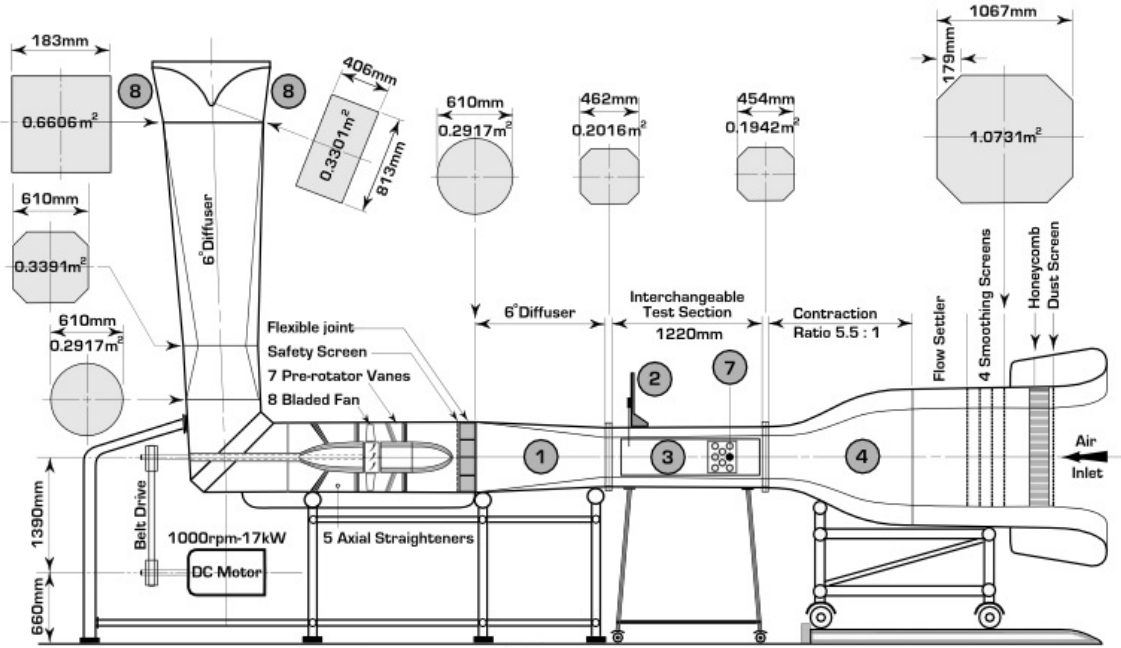 1067mm
183mm
179mm
8
8
406mm
610mm
462mm
454mm
0.2917m²
0.2016m²
0.1942m²
0.6606m²
0.3301m²
813mm
1.0731m²
610mm
6°Diffuser
0.3391m²
Flow Settler
4 Smoothing Screens
Honeycomb
Dust Screen
610mm
0.2917m²
Flexible joint
Safety Screen
7 Pre-rotator Vanes
8 Bladed Fan
6°Diffuser
Interchangeable
Test Section
1220mm
Contraction
Ratio 5.5 : 1
2
7
1
3
4
Air
Inlet
1390mm
Belt Drive
1000rpm-17kW
DC Motor
5 Axial Straighteners
660mm